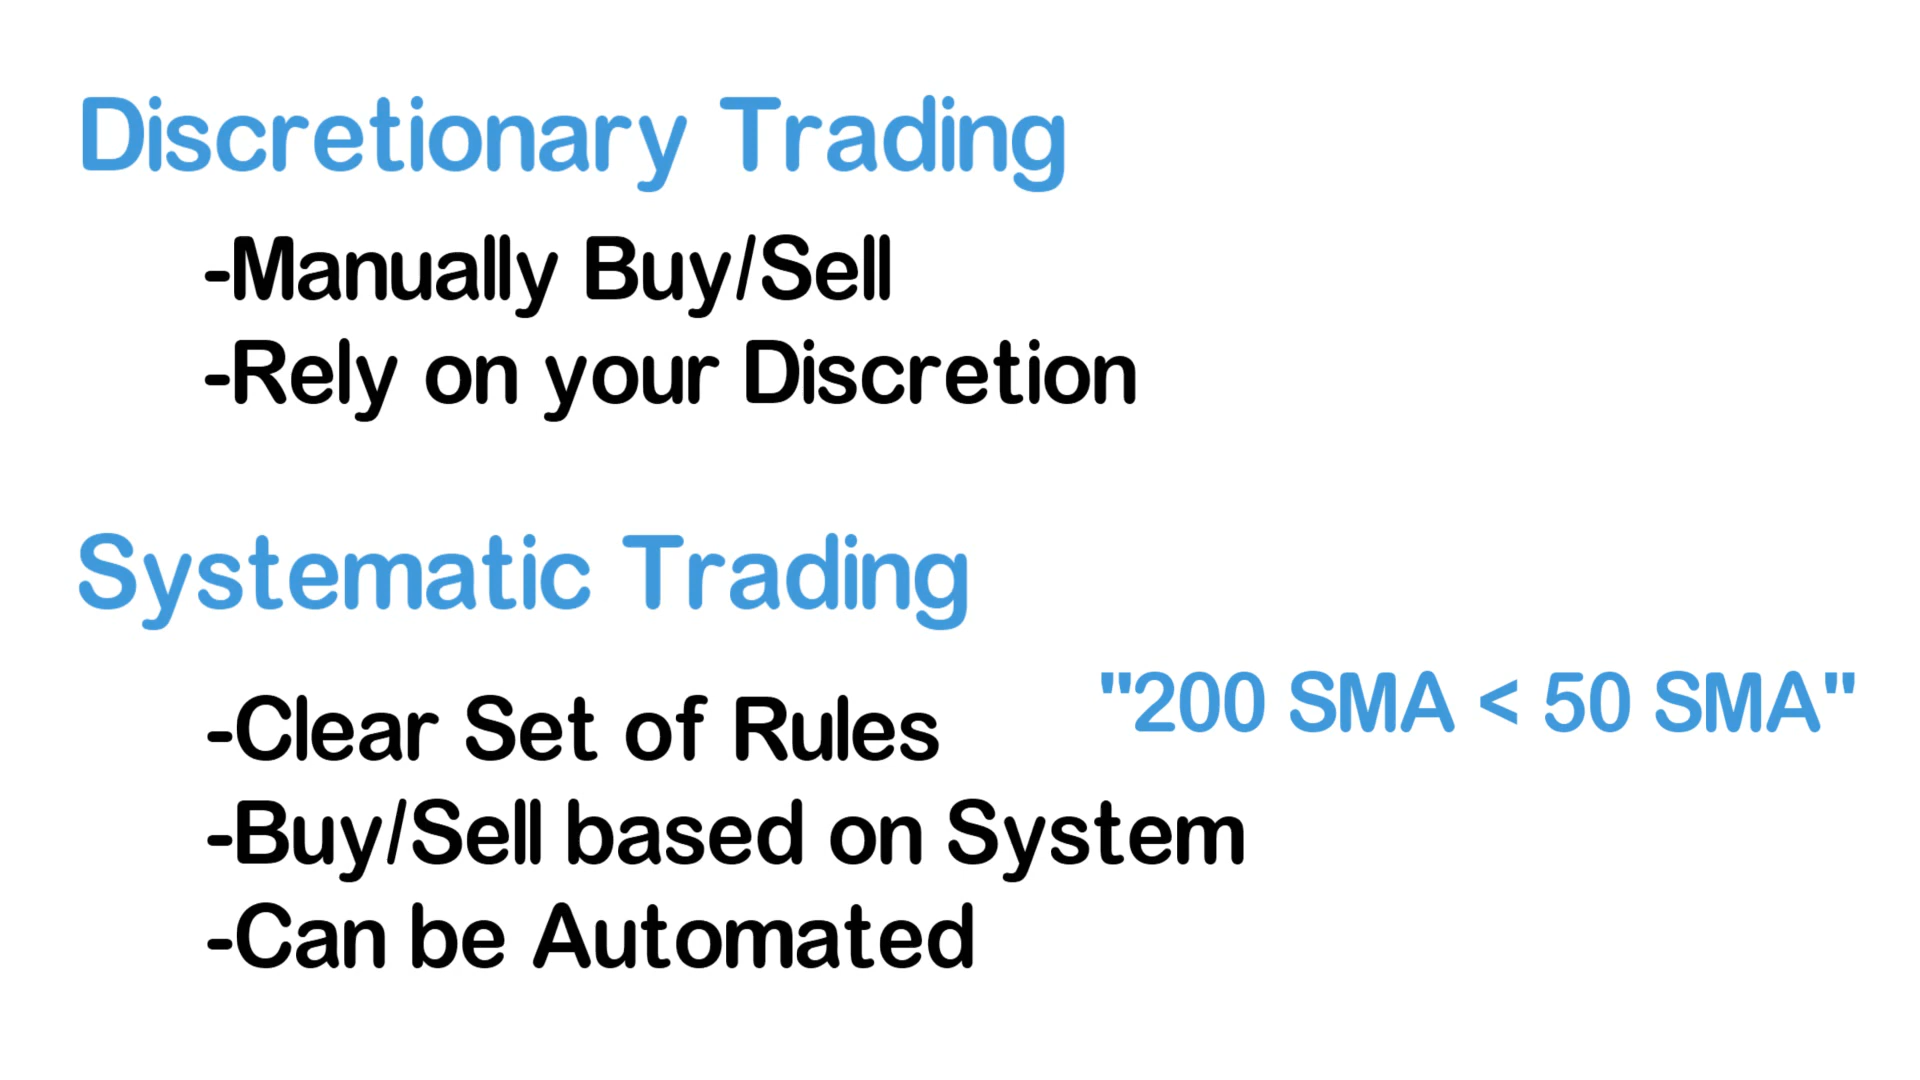 Discretionary Trading
-Manually Buy/Sell
-Rely on your Discretion
Systematic Trading
-Clear Set of Rules
"200 SMA < 50 SMA"
-Buy/Sell based on System
-Can be Automated